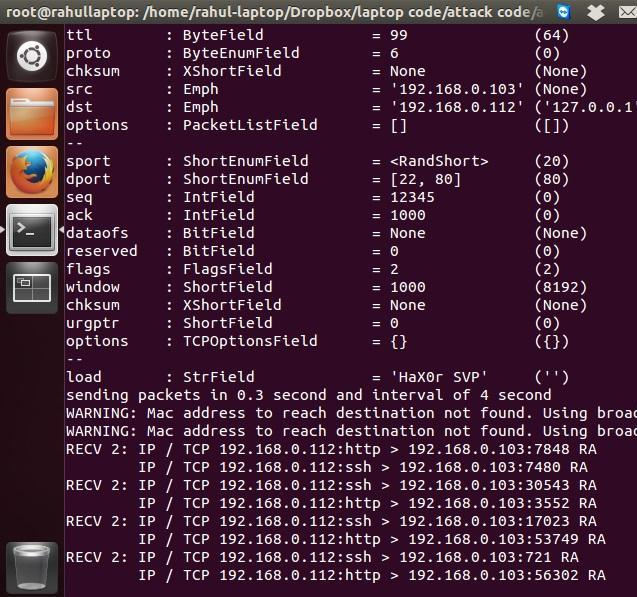 root@rahullaptop: /home/rahul-laptop/Dropbox/laptop code/attack code/a
ttl : ByteField = 99 (64)
proto : ByteEnumField = 6 (0)
chksum : XShortField = None (None)
src : Emph = '192.168.0.103' (None)
dst : Emph = '192.168.0.112' ('127.0.0.1'
options : PacketListField = [] ([])
--
sport : ShortEnumField = <RandShort> (20)
dport : ShortEnumField = [22, 80] (80)
seq : IntField = 12345 (0)
ack : IntField = 1000 (0)
dataofs : BitField = None (None)
reserved : BitField = 0 (0)
flags : FlagsField = 2 (2)
window : ShortField = 1000 (8192)
chksum : XShortField = None (None)
urgptr : ShortField = 0 (0)
options : TCPOptionsField = {} ({})
--
load : StrField = 'HaX0r SVP' ('')
sending packets in 0.3 second and interval of 4 second
WARNING: Mac address to reach destination not found. Using broad
WARNING: Mac address to reach destination not found. Using broad
RECV 2: IP / TCP 192.168.0.112:http > 192.168.0.103:7848 RA
IP / TCP 192.168.0.112:ssh > 192.168.0.103:7480 RA
RECV 2: IP / TCP 192.168.0.112:ssh > 192.168.0.103:30543 RA
IP / TCP 192.168.0.112:http > 192.168.0.103:3552 RA
RECV 2: IP / TCP 192.168.0.112:ssh > 192.168.0.103:17023 RA
IP / TCP 192.168.0.112:http > 192.168.0.103:53749 RA
RECV 2: IP / TCP 192.168.0.112:ssh > 192.168.0.103:721 RA
IP / TCP 192.168.0.112:http > 192.168.0.103:56302 RA